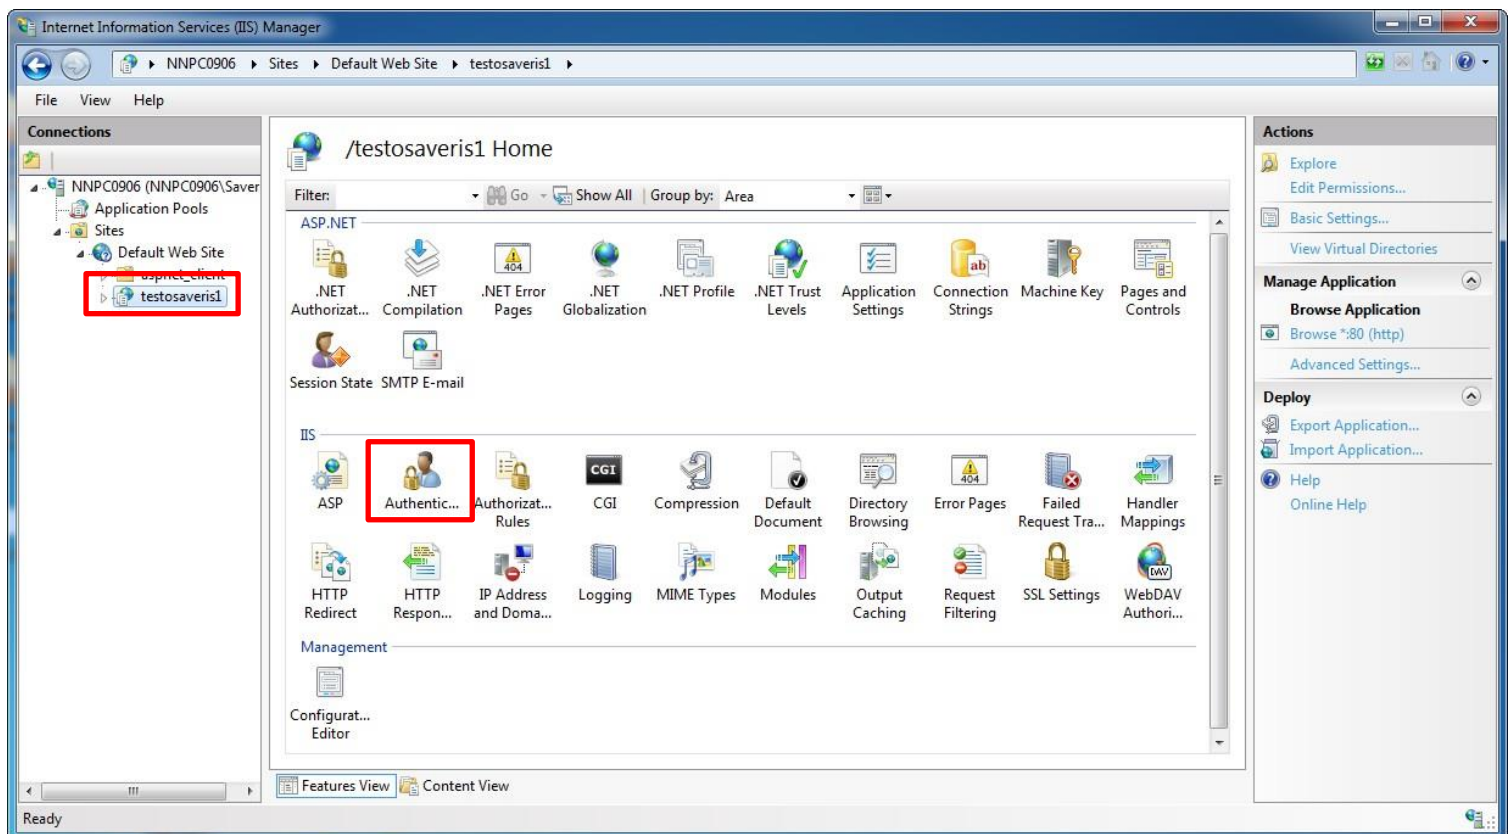 Internet Information Services (IIS) Manager
NNPC0906 Sites Default Web Site testosaveris1
File View Help
Connections
NNPC0906 (NNPC0906\Saver
Application Pools
Sites
Default Web Site
aspnet_client
testosaveris1
/testosaveris1 Home
Filter: Go Show All Group by: Area
ASP.NET
.NET Authorizat...
.NET Compilation
.NET Error Pages
.NET Globalization
.NET Profile
.NET Trust Levels
Application Settings
Connection Strings
Machine Key
Pages and Controls
404
ab
Session State
SMTP E-mail
IIS
CGI
404
ASP
Authentic...
Authorizat... Rules
CGI
Compression
Default Document
Directory Browsing
Error Pages
Failed Request Tra...
Handler Mappings
DAV
HTTP Redirect
HTTP Respon...
IP Address and Doma...
Logging
MIME Types
Modules
Output Caching
Request Filtering
SSL Settings
WebDAV Authori...
Management
Configurat... Editor
Features View Content View
Actions
Explore
Edit Permissions...
Basic Settings...
View Virtual Directories
Manage Application
Browse Application
Browse *:80 (http)
Advanced Settings...
Deploy
Export Application...
Import Application...
Help
Online Help
Ready